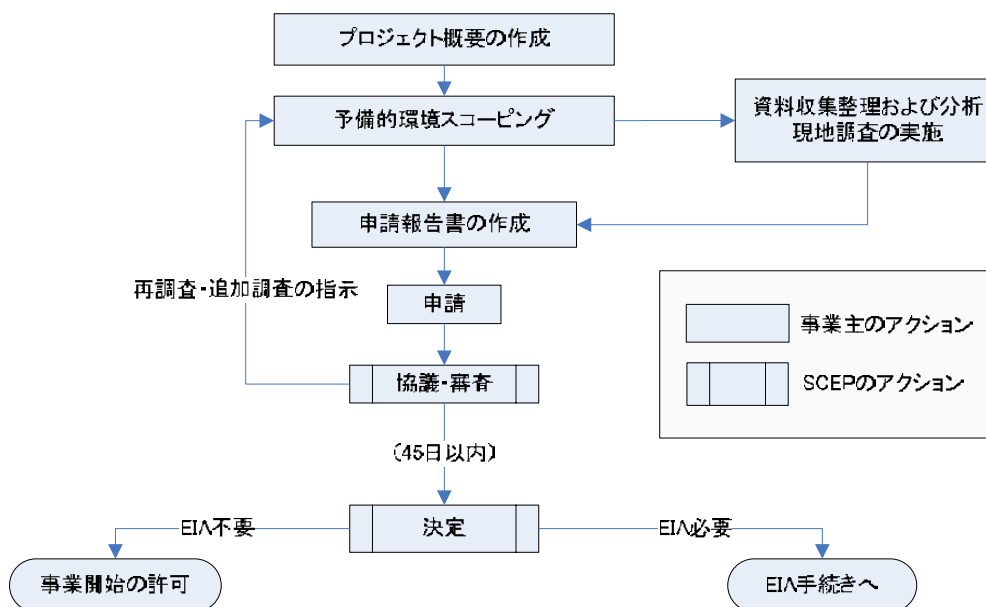 プロジェクト概要の作成
予備的環境スコーピング
資料収集整理および分析
現地調査の実施
申請報告書の作成
再調査・追加調査の指示
申請
事業主のアクション
協議・審査
SCEPのアクション
(45日以内)
EIA不要
決定
EIA必要
事業開始の許可
EIA手続きへ